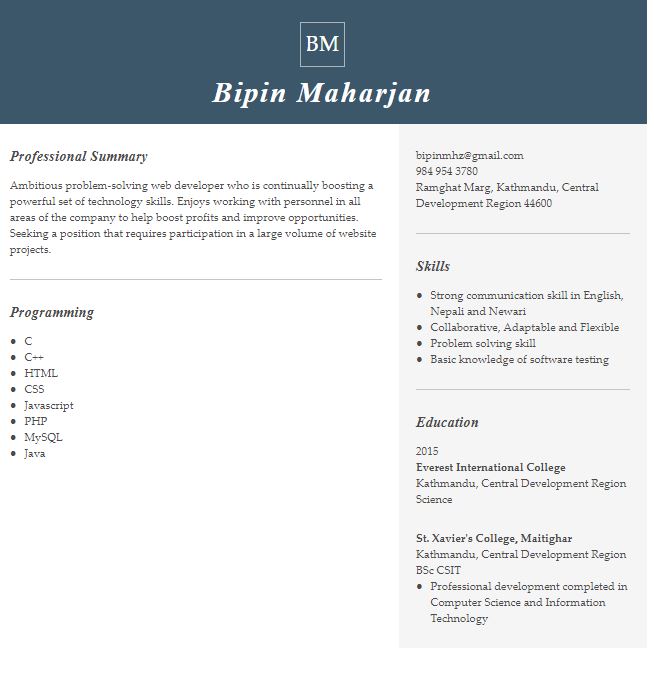 BM
Bipin Maharjan
Professional Summary
Ambitious problem-solving web developer who is continually boosting a
powerful set of technology skills. Enjoys working with personnel in all
areas of the company to help boost profits and improve opportunities.
Seeking a position that requires participation in a large volume of website
projects.
Programming
● C
● C++
● HTML
● CSS
● Javascript
● PHP
● MySQL
● Java
bipinmhz@gmail.com
984 954 3780
Ramghat Marg, Kathmandu, Central
Development Region 44600
Skills
● Strong communication skill in English,
Nepali and Newari
● Collaborative, Adaptable and Flexible
● Problem solving skill
● Basic knowledge of software testing
Education
2015
Everest International College
Kathmandu, Central Development Region
Science
St. Xavier's College, Maitighar
Kathmandu, Central Development Region
BSc CSIT
● Professional development completed in
Computer Science and Information
Technology